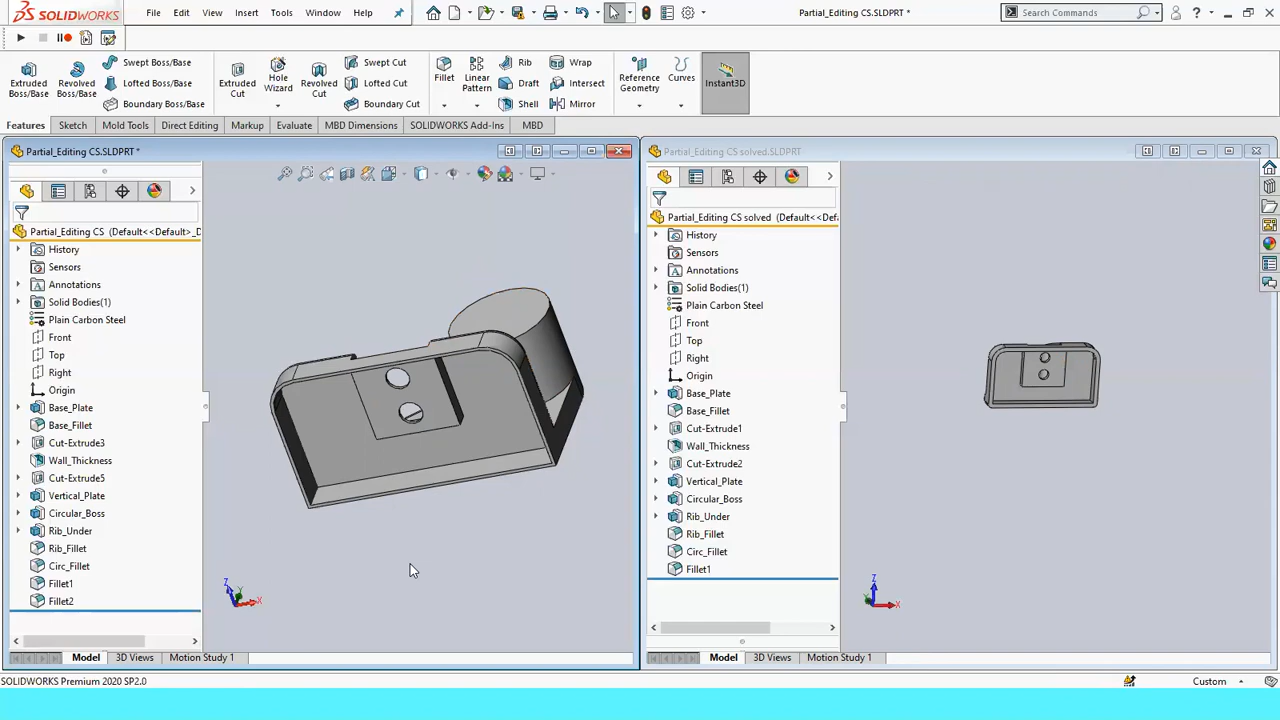 SOLIDWORKS File Edit View Insert Tools Window Help Partial_Editing CS.SLDPRT * Search Commands
Extruded Boss/Base
Revolved Boss/Base
Swept Boss/Base
Lofted Boss/Base
Boundary Boss/Base
Extruded Cut
Hole Wizard
Revolved Cut
Swept Cut
Lofted Cut
Boundary Cut
Fillet
Linear Pattern
Rib
Draft
Shell
Wrap
Intersect
Mirror
Reference Geometry
Curves
Instant3D
Features Sketch Mold Tools Direct Editing Markup Evaluate MBD Dimensions SOLIDWORKS Add-Ins MBD
Partial_Editing CS.SLDPRT *
Partial_Editing CS (Default<<Default>_D
History
Sensors
Annotations
Solid Bodies(1)
Plain Carbon Steel
Front
Top
Right
Origin
Base_Plate
Base_Fillet
Cut-Extrude3
Wall_Thickness
Cut-Extrude5
Vertical_Plate
Circular_Boss
Rib_Under
Rib_Fillet
Circ_Fillet
Fillet1
Fillet2
Z
Y
X
Model 3D Views Motion Study 1
Partial_Editing CS solved.SLDPRT
Partial_Editing CS solved (Default<<Def
History
Sensors
Annotations
Solid Bodies(1)
Plain Carbon Steel
Front
Top
Right
Origin
Base_Plate
Base_Fillet
Cut-Extrude1
Wall_Thickness
Cut-Extrude2
Vertical_Plate
Circular_Boss
Rib_Under
Rib_Fillet
Circ_Fillet
Fillet1
Z
X
Model 3D Views Motion Study 1
SOLIDWORKS Premium 2020 SP2.0 Custom